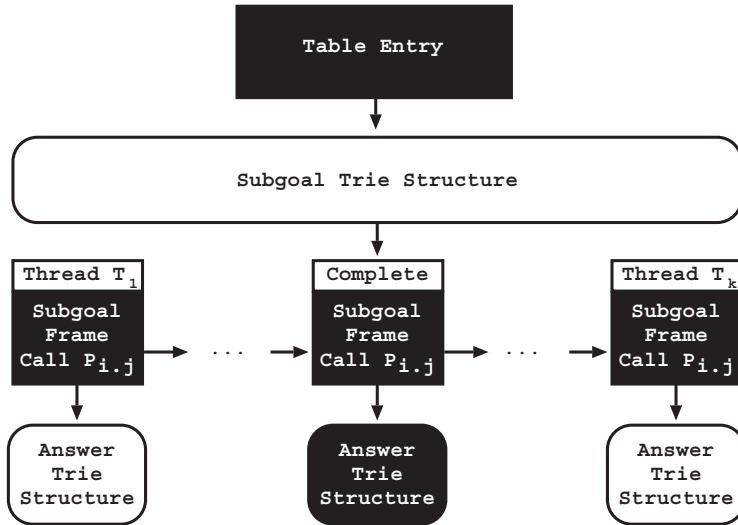 Table Entry
Subgoal Trie Structure
Thread T1
Complete
Thread Tk
Subgoal
Frame
Call Pi.j
...
Subgoal
Frame
Call Pi.j
...
Subgoal
Frame
Call Pi.j
Answer
Trie
Structure
Answer
Trie
Structure
Answer
Trie
Structure